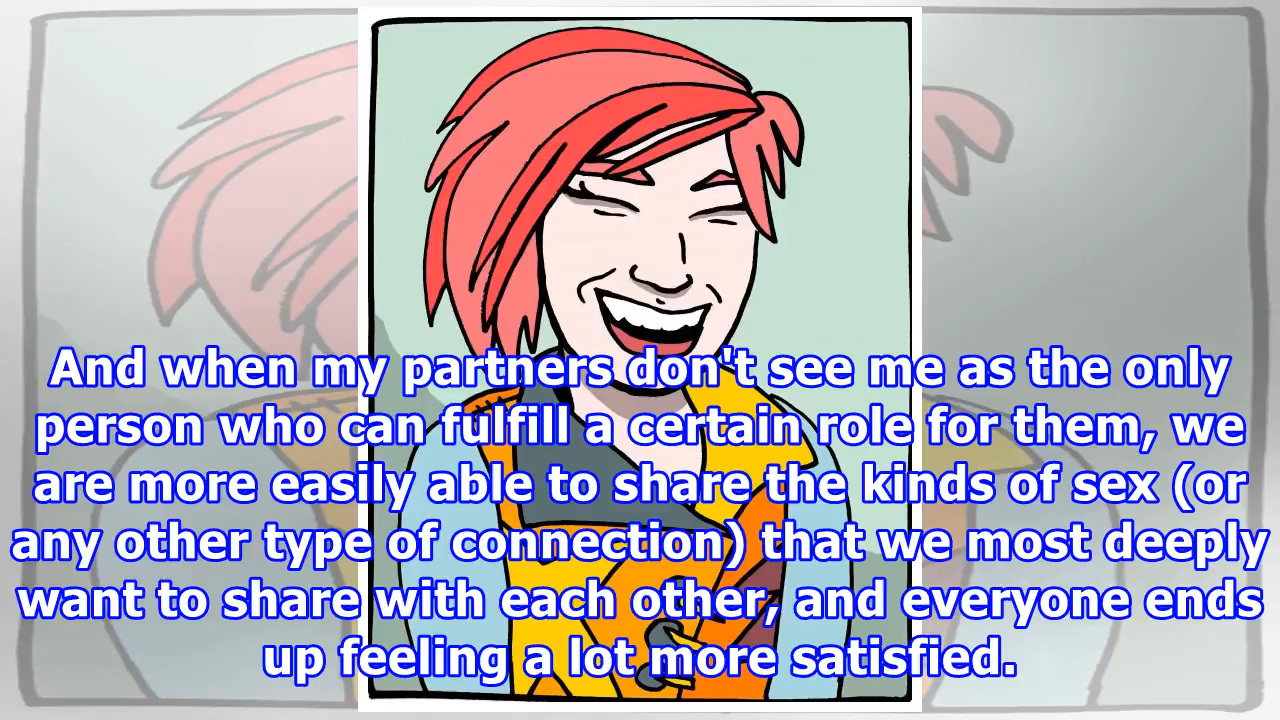 And when my partners don't see me as the only
person who can fulfill a certain role for them, we
are more easily able to share the kinds of sex (or
any other type of connection) that we most deeply
want to share with each other, and everyone ends
up feeling a lot more satisfied.